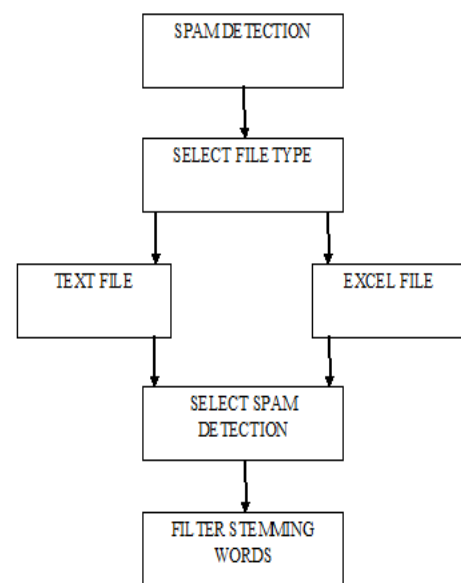 SPAM DETECTION
SELECT FILE TYPE
TEXT FILE
EXCEL FILE
SELECT SPAM
DETECTION
FILTER STEMMING
WORDS